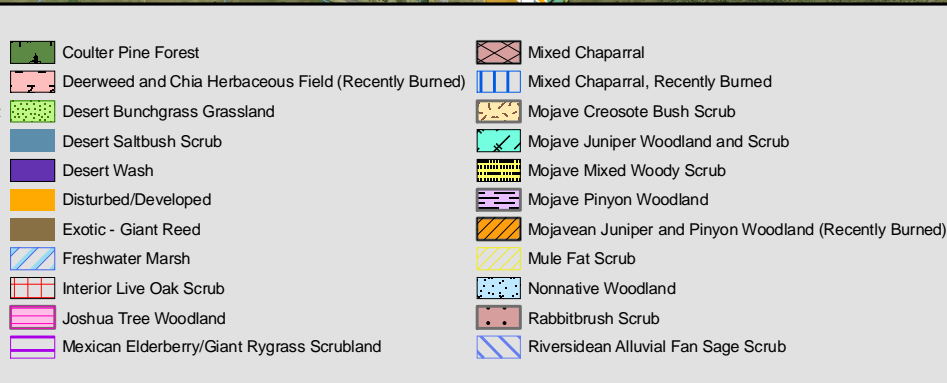 Coulter Pine Forest
Deerweed and Chia Herbaceous Field (Recently Burned)
Desert Bunchgrass Grassland
Desert Saltbush Scrub
Desert Wash
Disturbed/Developed
Exotic - Giant Reed
Freshwater Marsh
Interior Live Oak Scrub
Joshua Tree Woodland
Mexican Elderberry/Giant Rygrass Scrubland
Mixed Chaparral
Mixed Chaparral, Recently Burned
Mojave Creosote Bush Scrub
Mojave Juniper Woodland and Scrub
Mojave Mixed Woody Scrub
Mojave Pinyon Woodland
Mojavean Juniper and Pinyon Woodland (Recently Burned)
Mule Fat Scrub
Nonnative Woodland
Rabbitbrush Scrub
Riversidean Alluvial Fan Sage Scrub